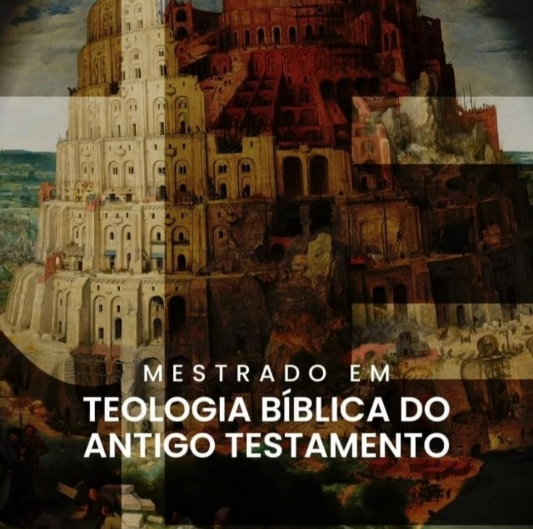 MESTRADO EM
TEOLOGIA BÍBLICA DO
ANTIGO TESTAMENTO